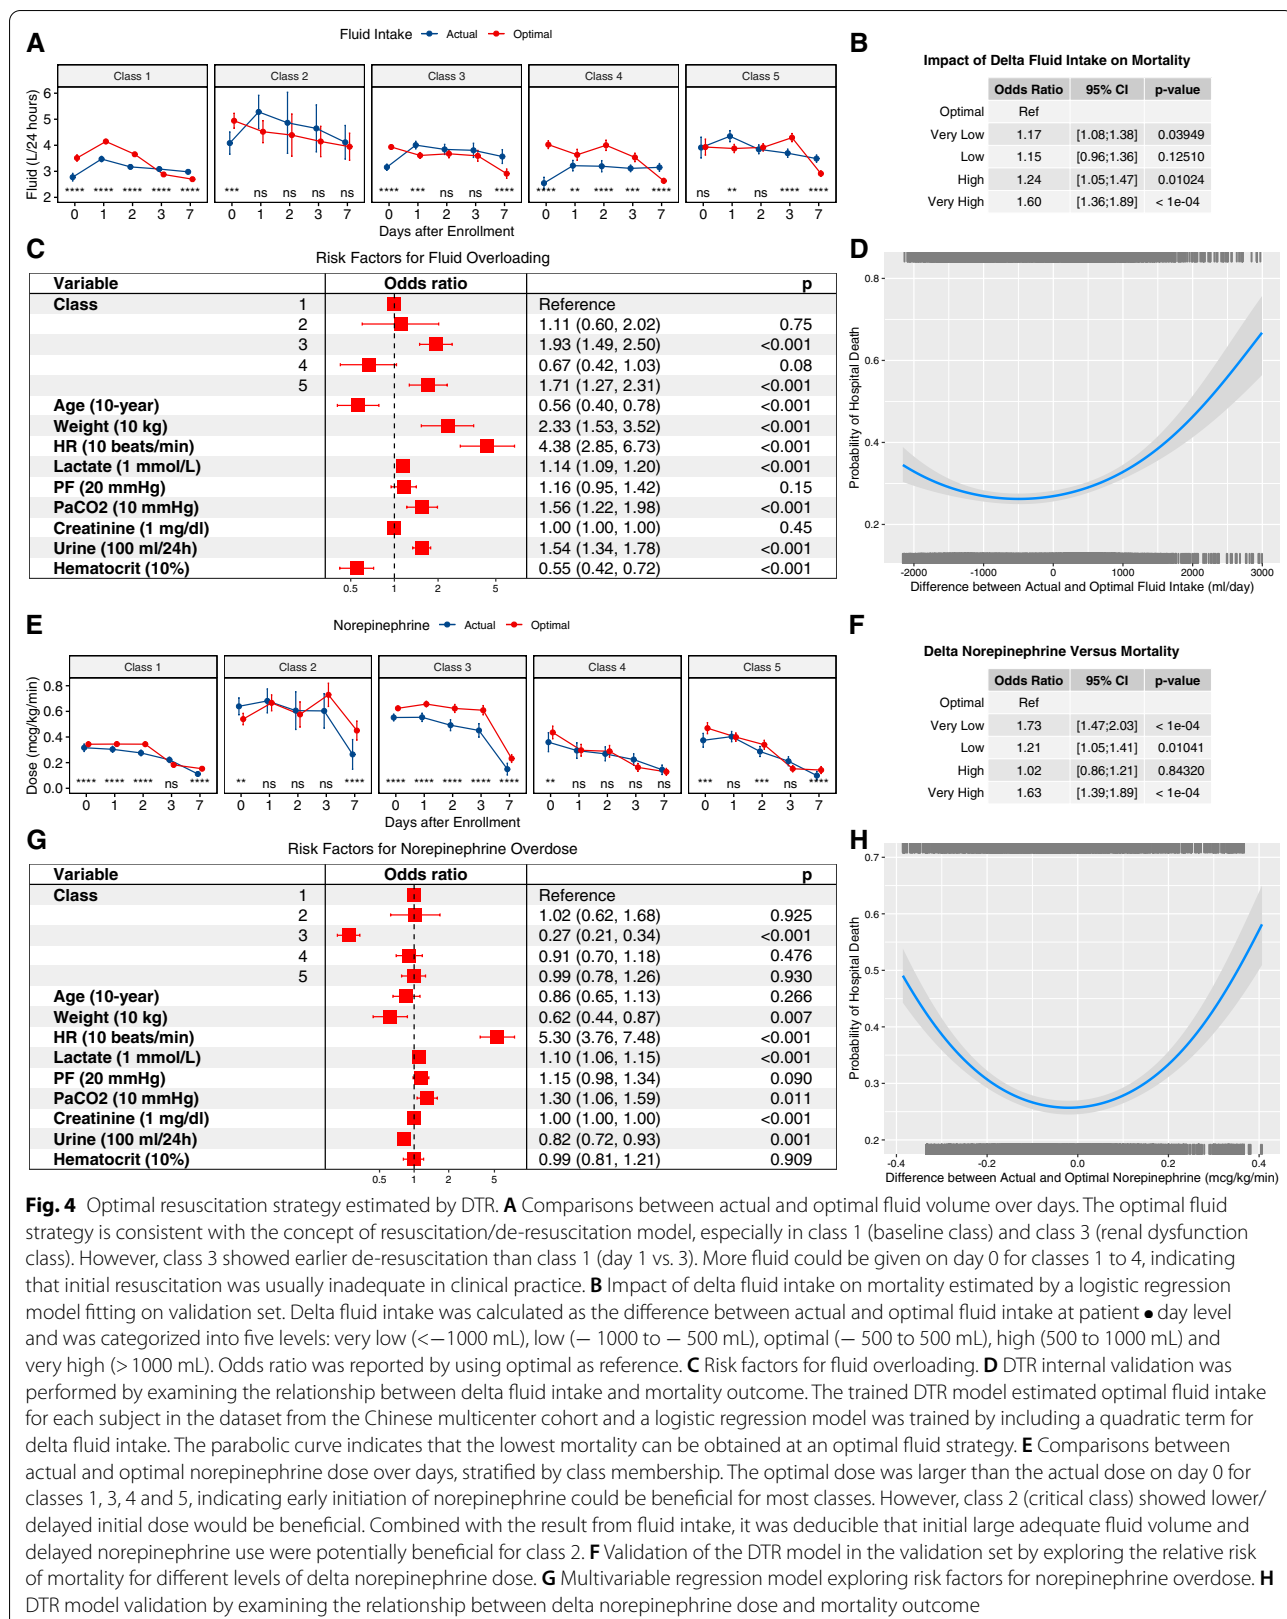 A
Fluid Intake Actual Optimal
Class 1 Class 2 Class 3 Class 4 Class 5
Fluid (L/24 hours)
6
5
4
3
2
**** **** **** **** ****
*** ns ns ns ns
**** *** ns ns ****
**** ** **** *** ****
ns ** ns **** ****
0 1 2 3 7 0 1 2 3 7 0 1 2 3 7 0 1 2 3 7 0 1 2 3 7
Days after Enrollment
B
Impact of Delta Fluid Intake on Mortality
Odds Ratio 95% CI p-value
Optimal Ref
Very Low 1.17 [1.08;1.38] 0.03949
Low 1.15 [0.96;1.36] 0.12510
High 1.24 [1.05;1.47] 0.01024
Very High 1.60 [1.36;1.89] < 1e-04
C
Risk Factors for Fluid Overloading
Variable Odds ratio p
Class 1 Reference
2 1.11 (0.60, 2.02) 0.75
3 1.93 (1.49, 2.50) <0.001
4 0.67 (0.42, 1.03) 0.08
5 1.71 (1.27, 2.31) <0.001
Age (10-year) 0.56 (0.40, 0.78) <0.001
Weight (10 kg) 2.33 (1.53, 3.52) <0.001
HR (10 beats/min) 4.38 (2.85, 6.73) <0.001
Lactate (1 mmol/L) 1.14 (1.09, 1.20) <0.001
PF (20 mmHg) 1.16 (0.95, 1.42) 0.15
PaCO2 (10 mmHg) 1.56 (1.22, 1.98) <0.001
Creatinine (1 mg/dl) 1.00 (1.00, 1.00) 0.45
Urine (100 ml/24h) 1.54 (1.34, 1.78) <0.001
Hematocrit (10%) 0.55 (0.42, 0.72) <0.001
0.5 1 2 5
D
Probability of Hospital Death
0.8
0.6
0.4
0.2
-2000 -1000 0 1000 2000 3000
Difference between Actual and Optimal Fluid Intake (ml/day)
E
Norepinephrine Actual Optimal
Class 1 Class 2 Class 3 Class 4 Class 5
Dose (mcg/kg/min)
0.8
0.6
0.4
0.2
0.0
**** **** **** ns ****
** ns ns ns ****
**** **** **** **** ****
** ns ns ns ns
*** ns *** ns ****
0 1 2 3 7 0 1 2 3 7 0 1 2 3 7 0 1 2 3 7 0 1 2 3 7
Days after Enrollment
F
Delta Norepinephrine Versus Mortality
Odds Ratio 95% CI p-value
Optimal Ref
Very Low 1.73 [1.47;2.03] < 1e-04
Low 1.21 [1.05;1.41] 0.01041
High 1.02 [0.86;1.21] 0.84320
Very High 1.63 [1.39;1.89] < 1e-04
G
Risk Factors for Norepinephrine Overdose
Variable Odds ratio p
Class 1 Reference
2 1.02 (0.62, 1.68) 0.925
3 0.27 (0.21, 0.34) <0.001
4 0.91 (0.70, 1.18) 0.476
5 0.99 (0.78, 1.26) 0.930
Age (10-year) 0.86 (0.65, 1.13) 0.266
Weight (10 kg) 0.62 (0.44, 0.87) 0.007
HR (10 beats/min) 5.30 (3.76, 7.48) <0.001
Lactate (1 mmol/L) 1.10 (1.06, 1.15) <0.001
PF (20 mmHg) 1.15 (0.98, 1.34) 0.090
PaCO2 (10 mmHg) 1.30 (1.06, 1.59) 0.011
Creatinine (1 mg/dl) 1.00 (1.00, 1.00) <0.001
Urine (100 ml/24h) 0.82 (0.72, 0.93) 0.001
Hematocrit (10%) 0.99 (0.81, 1.21) 0.909
0.5 1 2 5
H
Probability of Hospital Death
0.7
0.6
0.5
0.4
0.3
0.2
-0.4 -0.2 0.0 0.2 0.4
Difference between Actual and Optimal Norepinephrine (mcg/kg/min)
Fig. 4 Optimal resuscitation strategy estimated by DTR. A Comparisons between actual and optimal fluid volume over days. The optimal fluid
strategy is consistent with the concept of resuscitation/de-resuscitation model, especially in class 1 (baseline class) and class 3 (renal dysfunction
class). However, class 3 showed earlier de-resuscitation than class 1 (day 1 vs. 3). More fluid could be given on day 0 for classes 1 to 4, indicating
that initial resuscitation was usually inadequate in clinical practice. B Impact of delta fluid intake on mortality estimated by a logistic regression
model fitting on validation set. Delta fluid intake was calculated as the difference between actual and optimal fluid intake at patient • day level
and was categorized into five levels: very low (<−1000 mL), low (− 1000 to − 500 mL), optimal (− 500 to 500 mL), high (500 to 1000 mL) and
very high (> 1000 mL). Odds ratio was reported by using optimal as reference. C Risk factors for fluid overloading. D DTR internal validation was
performed by examining the relationship between delta fluid intake and mortality outcome. The trained DTR model estimated optimal fluid intake
for each subject in the dataset from the Chinese multicenter cohort and a logistic regression model was trained by including a quadratic term for
delta fluid intake. The parabolic curve indicates that the lowest mortality can be obtained at an optimal fluid strategy. E Comparisons between
actual and optimal norepinephrine dose over days, stratified by class membership. The optimal dose was larger than the actual dose on day 0 for
classes 1, 3, 4 and 5, indicating early initiation of norepinephrine could be beneficial for most classes. However, class 2 (critical class) showed lower/
delayed initial dose would be beneficial. Combined with the result from fluid intake, it was deducible that initial large adequate fluid volume and
delayed norepinephrine use were potentially beneficial for class 2. F Validation of the DTR model in the validation set by exploring the relative risk
of mortality for different levels of delta norepinephrine dose. G Multivariable regression model exploring risk factors for norepinephrine overdose. H
DTR model validation by examining the relationship between delta norepinephrine dose and mortality outcome